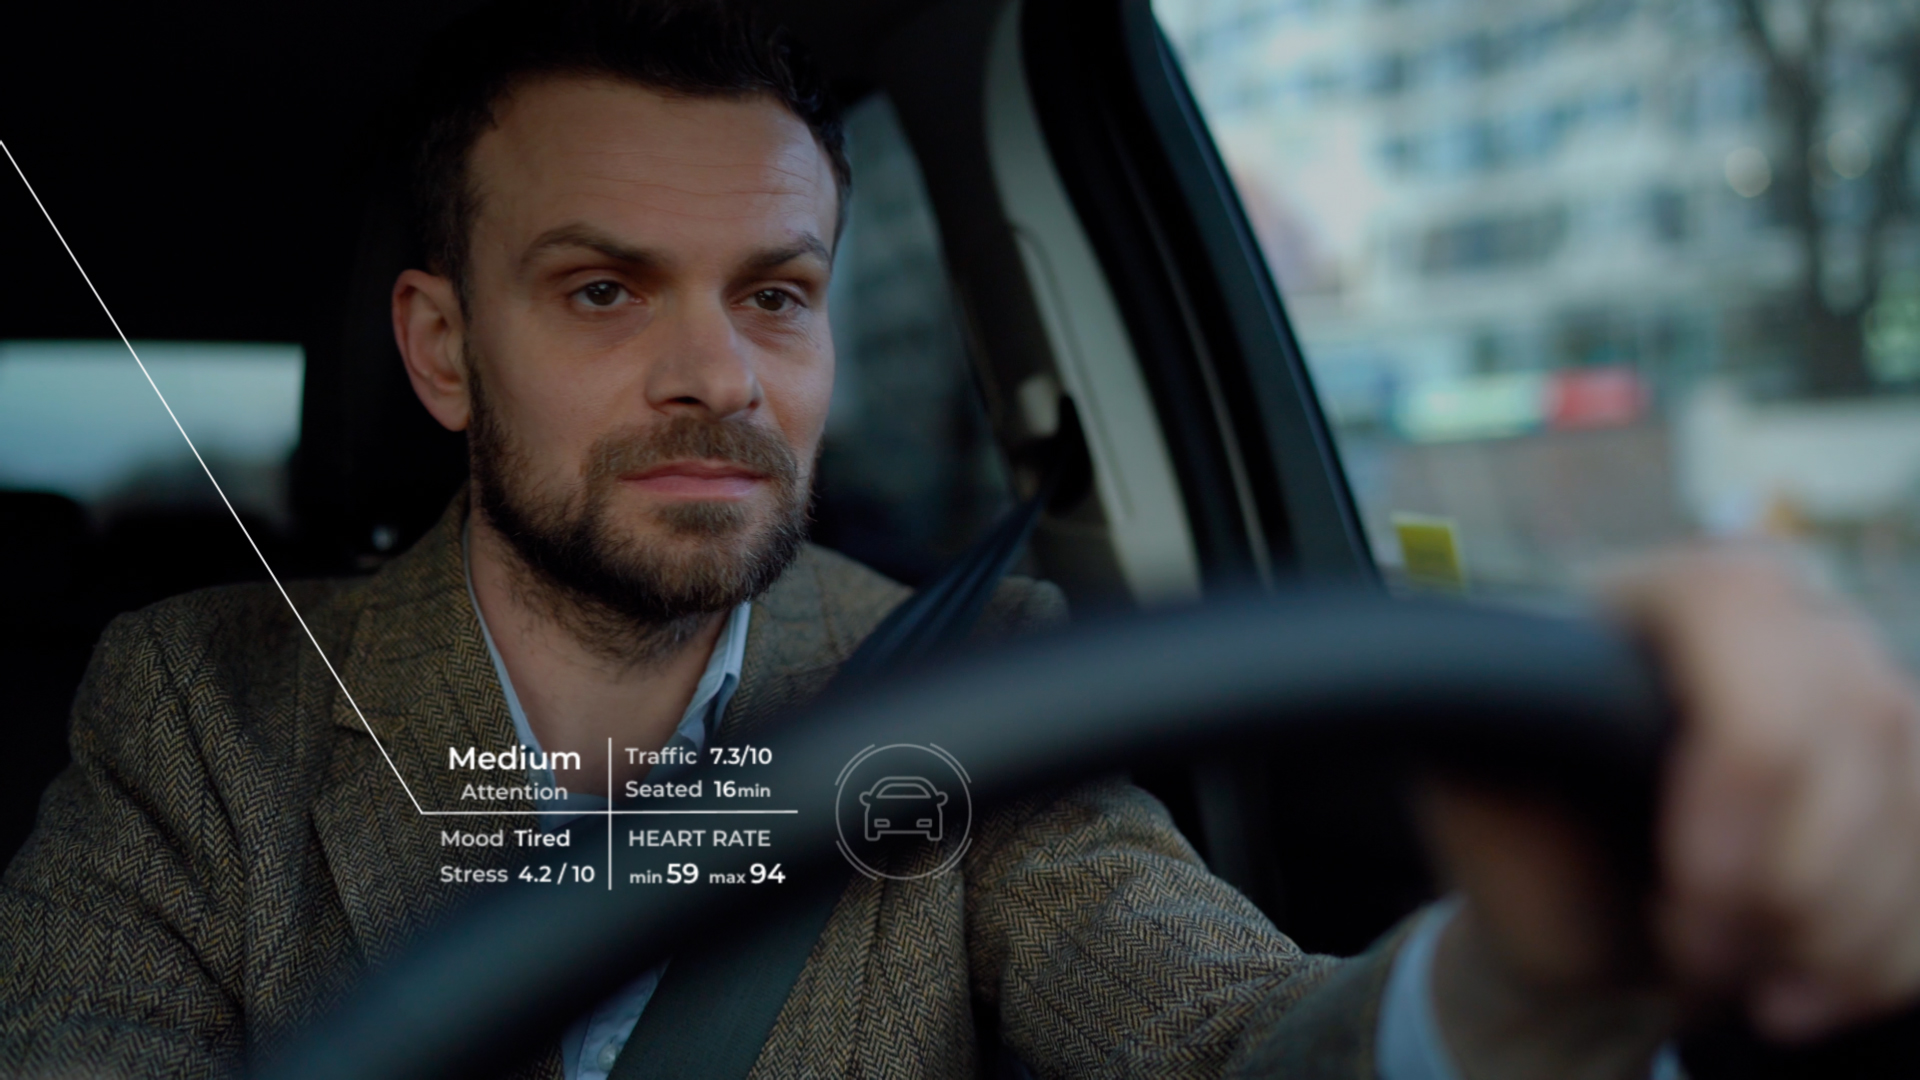 Medium
Attention
Traffic 7.3/10
Seated 16min
Mood Tired
Stress 4.2 / 10
HEART RATE
min 59 max 94